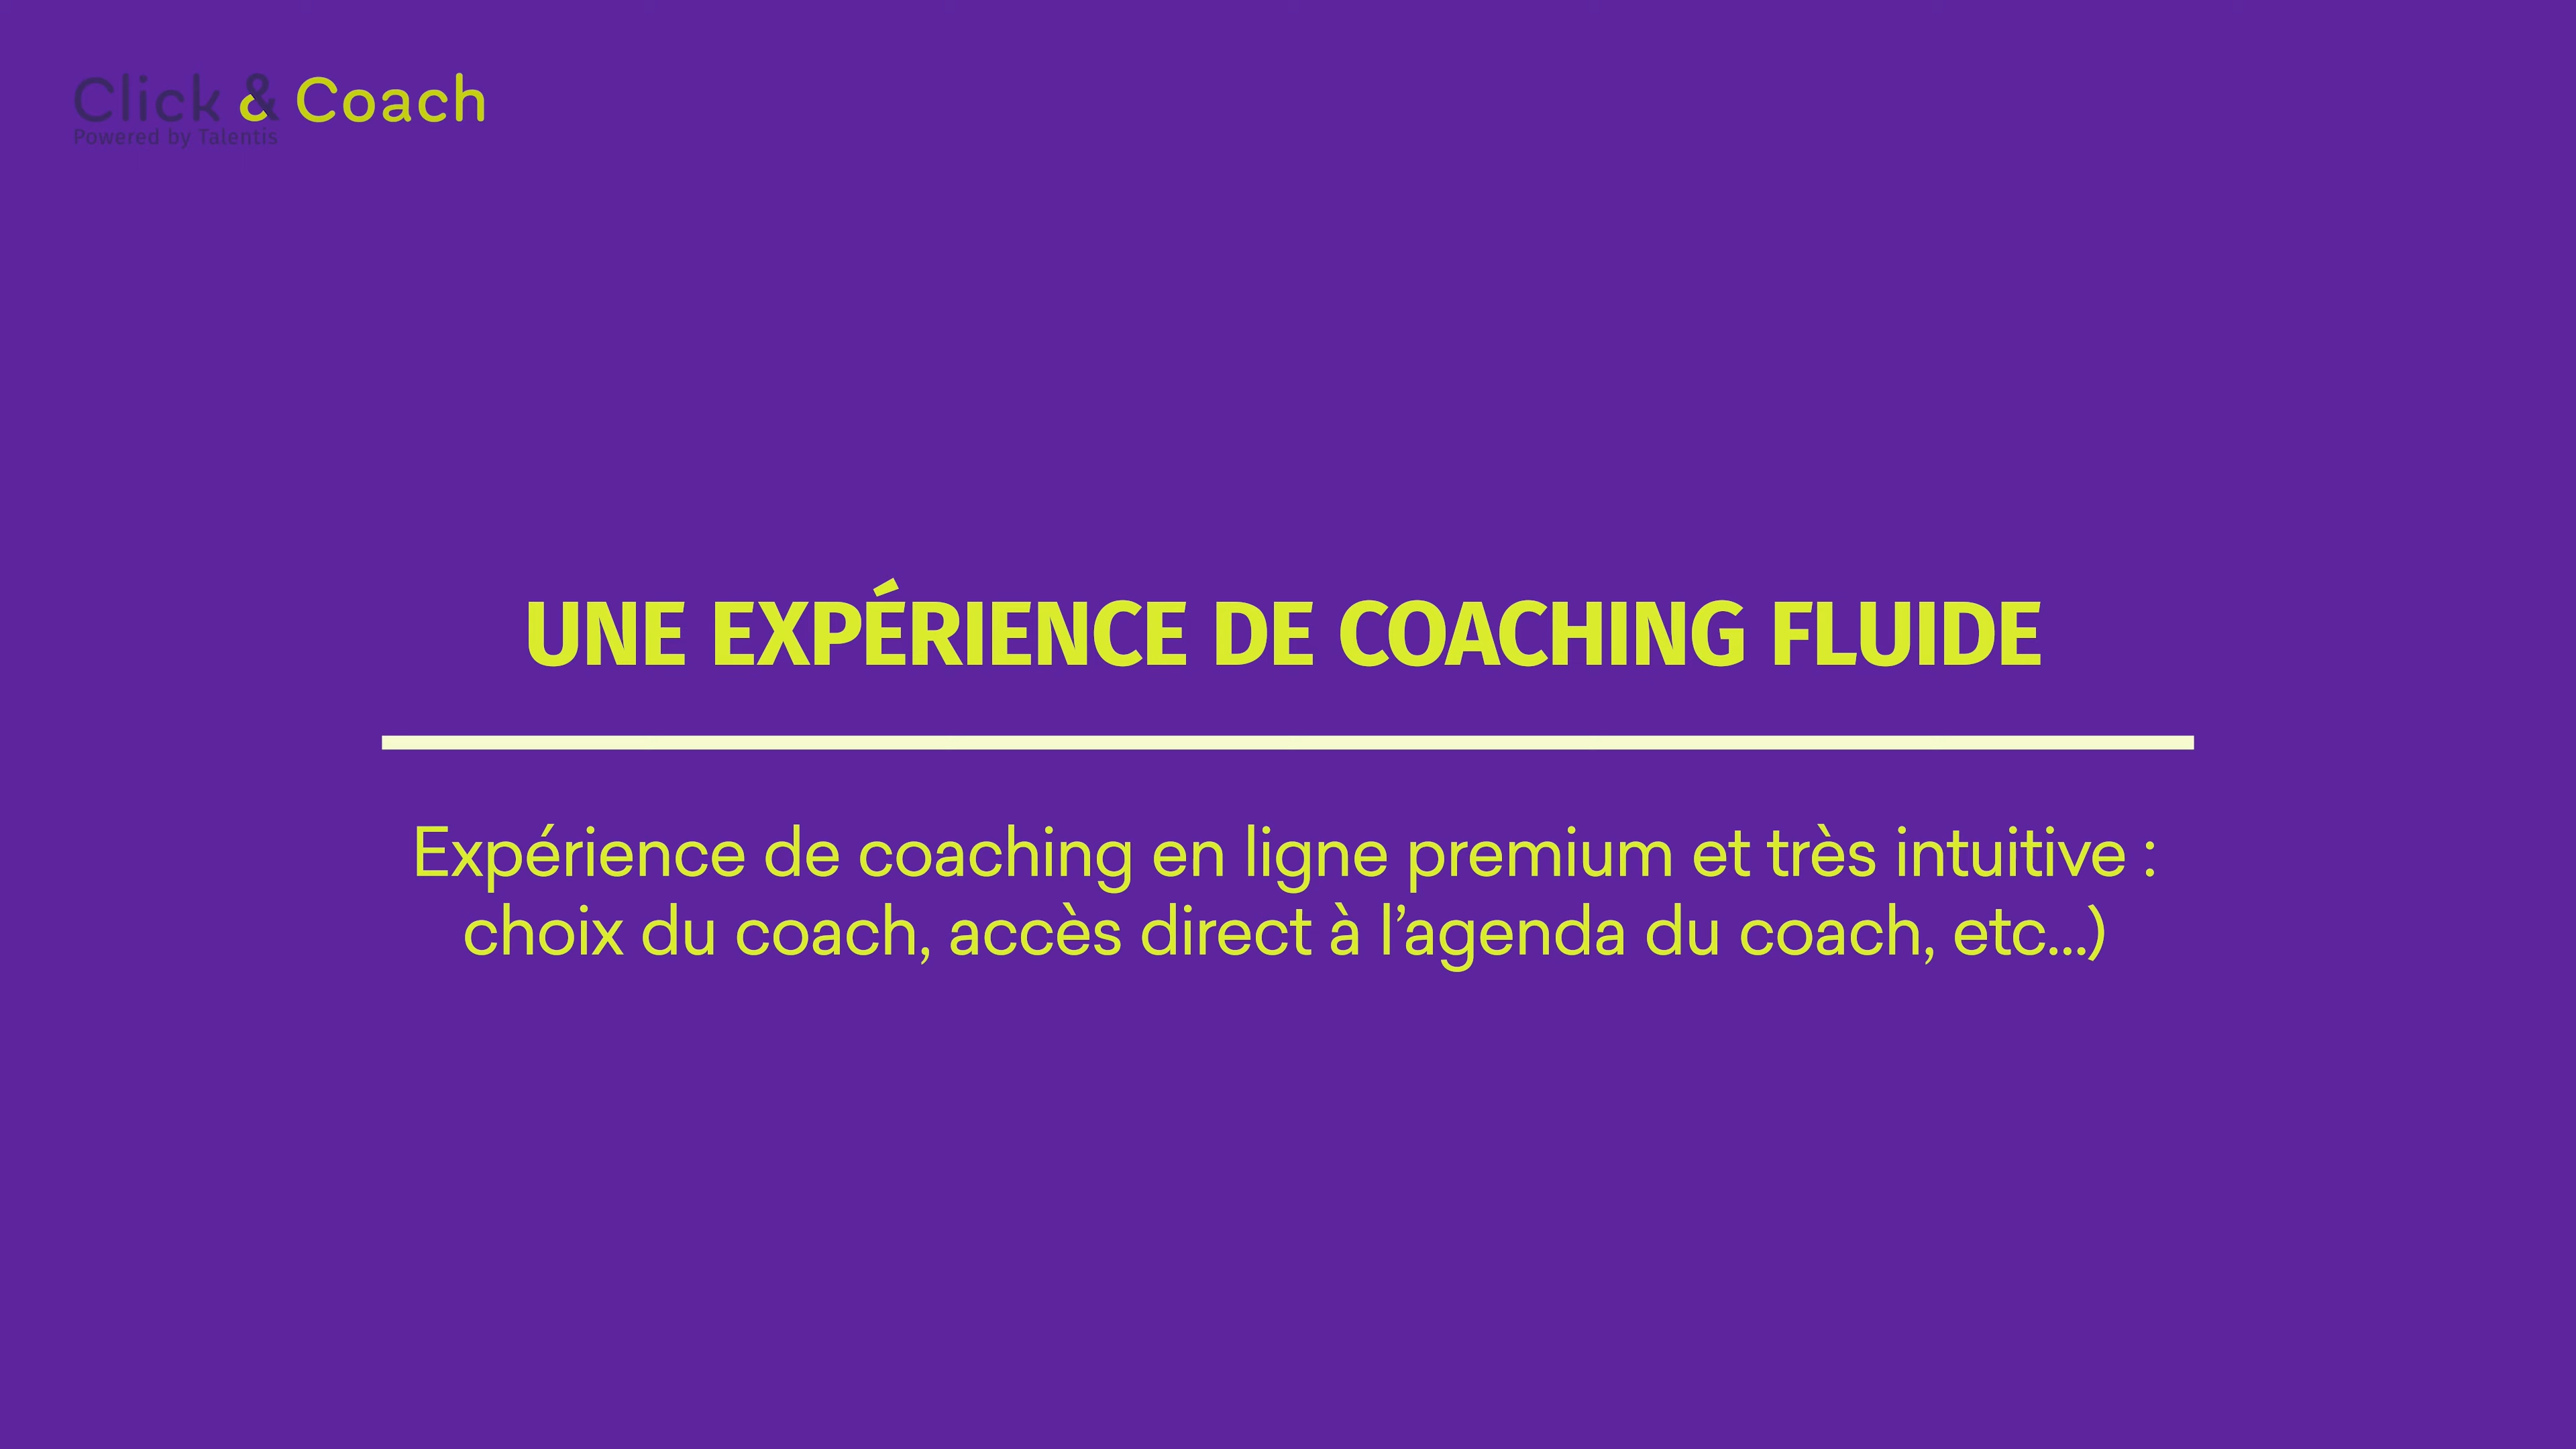 Click & Coach
Powered by Talentis
UNE EXPÉRIENCE DE COACHING FLUIDE
Expérience de coaching en ligne premium et très intuitive :
choix du coach, accès direct à l’agenda du coach, etc...)